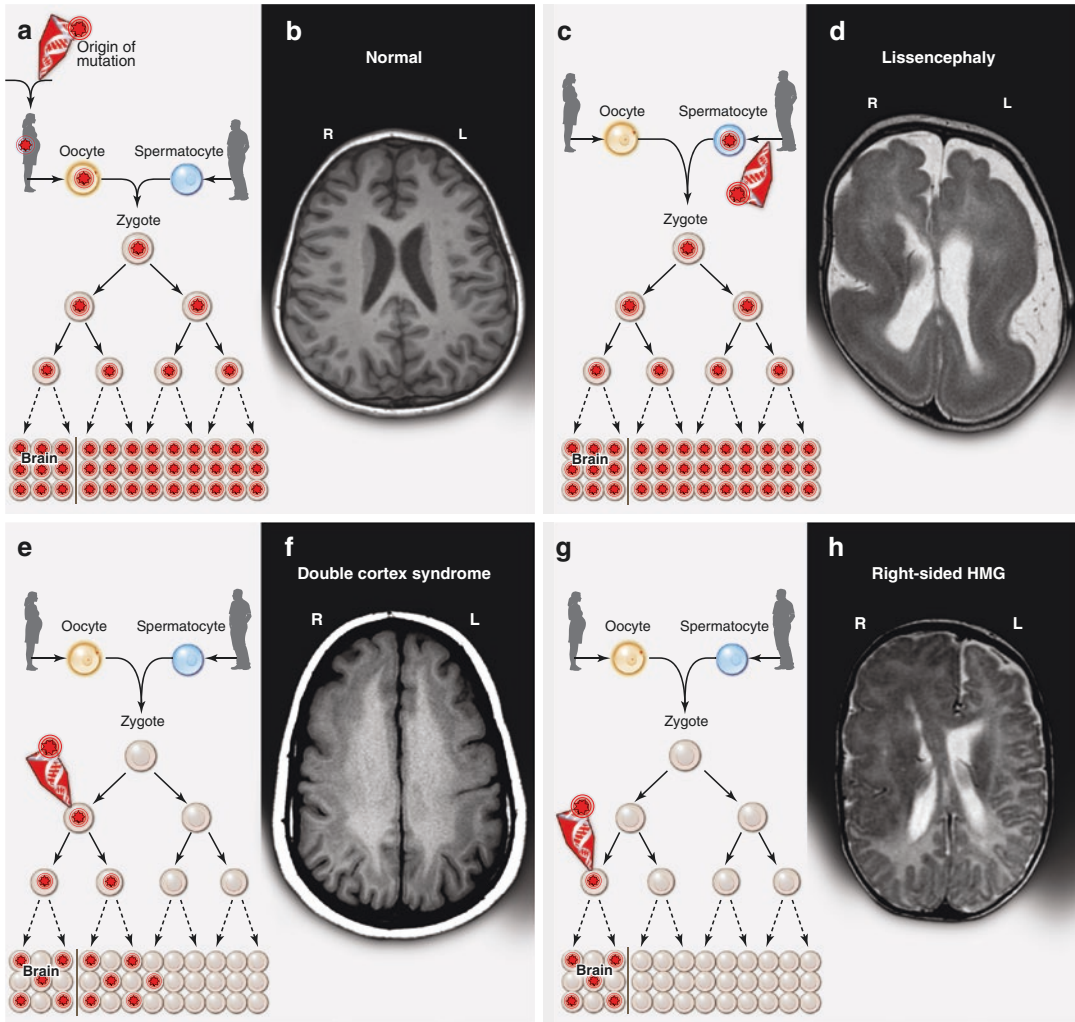 a
Origin of
mutation
Oocyte
Spermatocyte
Zygote
Brain
b
Normal
R
L
c
Oocyte
Spermatocyte
Zygote
Brain
d
Lissencephaly
R
L
e
Oocyte
Spermatocyte
Zygote
Brain
f
Double cortex syndrome
R
L
g
Oocyte
Spermatocyte
Zygote
Brain
h
Right-sided HMG
R
L